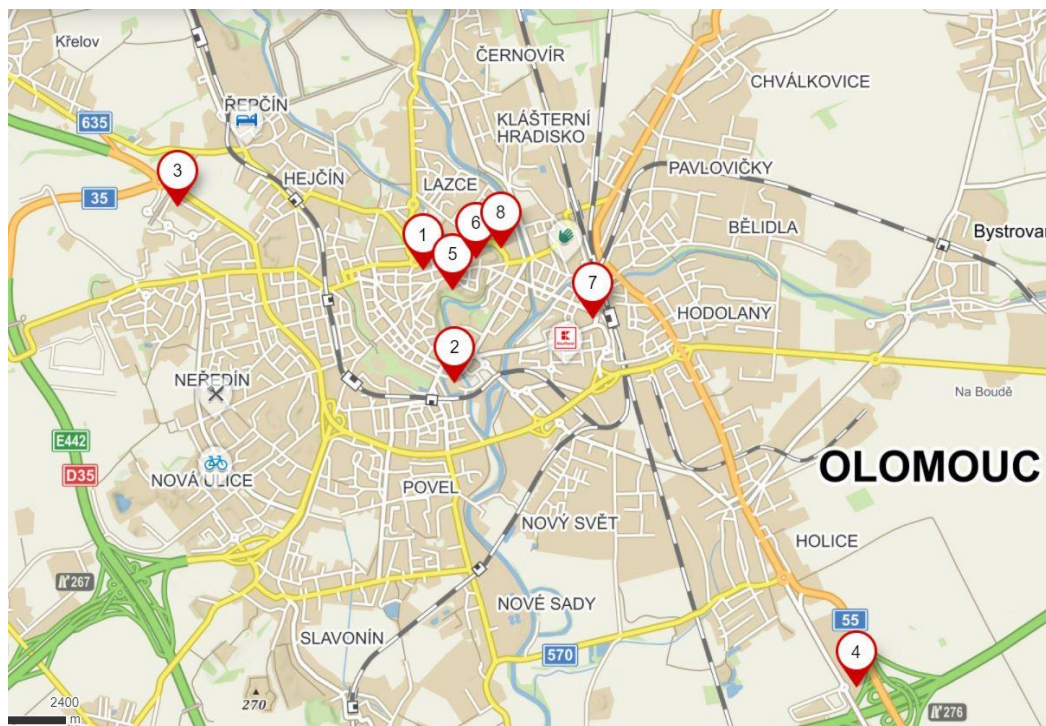 Křelov
ČERNOVÍR
CHVÁLKOVICE
ŘEPČÍN
635
KLÁŠTERNÍ
HRADISKO
PAVLOVIČKY
3
HEJČÍN
LAZCE
35
6
8
1
BĚLIDLA
Bystrovan
5
7
HODOLANY
2
Kaufland
NEŘEDÍN
Na Boudě
E442
D35
NOVÁ ULICE
POVEL
OLOMOUC
NOVÝ SVĚT
HOLICE
267
NOVÉ SADY
55
SLAVONÍN
570
4
270
276
2400
m